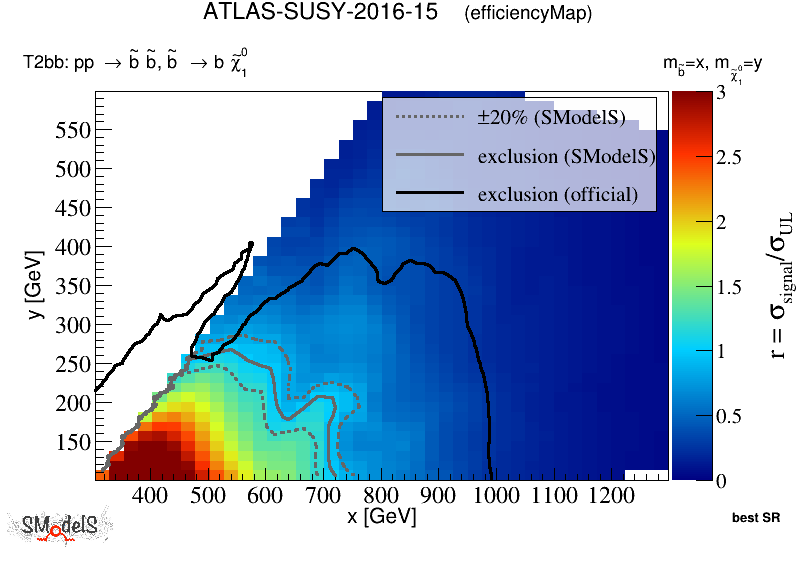 ATLAS-SUSY-2016-15 (efficiencyMap)
T2bb: pp → b̃ b̃, b̃ → b χ̃₁⁰
m_b̃=x, m_χ̃₁⁰=y
±20% (SModelS)
exclusion (SModelS)
exclusion (official)
550
500
450
400
350
300
250
200
150
y [GeV]
400 500 600 700 800 900 1000 1100 1200
x [GeV]
3
2.5
2
1.5
1
0.5
0
r = σ_signal/σ_UL
SModelS
best SR